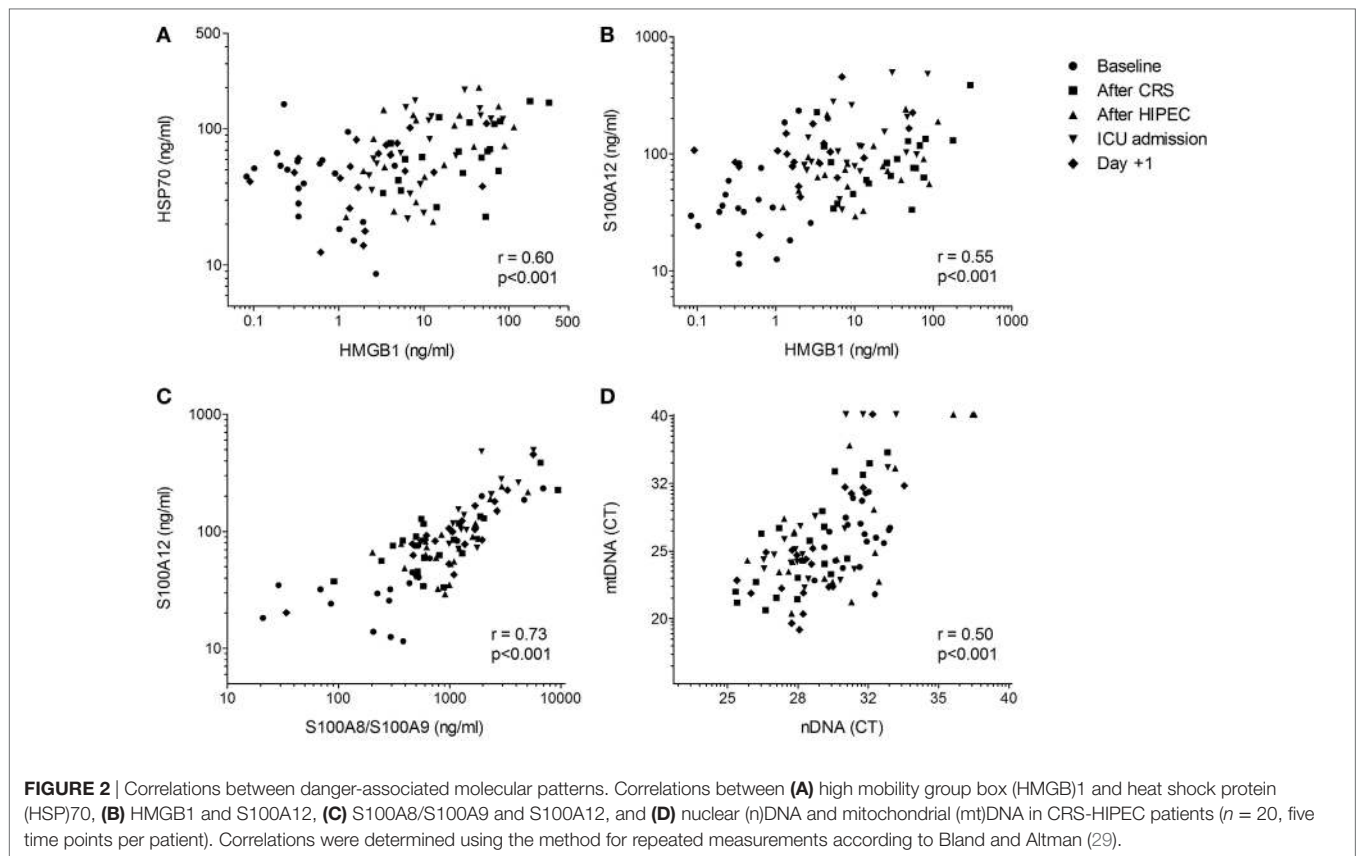 A
HSP70 (ng/ml)
500
100
10
0.1
1
10
100
500
HMGB1 (ng/ml)
r = 0.60
p<0.001
B
S100A12 (ng/ml)
1000
100
10
0.1
1
10
100
1000
HMGB1 (ng/ml)
r = 0.55
p<0.001
Baseline
After CRS
After HIPEC
ICU admission
Day +1
C
S100A12 (ng/ml)
1000
100
10
10
100
1000
10000
S100A8/S100A9 (ng/ml)
r = 0.73
p<0.001
D
mtDNA (CT)
40
32
25
20
25
28
32
35
40
nDNA (CT)
r = 0.50
p<0.001
FIGURE 2 | Correlations between danger-associated molecular patterns. Correlations between (A) high mobility group box (HMGB)1 and heat shock protein
(HSP)70, (B) HMGB1 and S100A12, (C) S100A8/S100A9 and S100A12, and (D) nuclear (n)DNA and mitochondrial (mt)DNA in CRS-HIPEC patients (n = 20, five
time points per patient). Correlations were determined using the method for repeated measurements according to Bland and Altman (29).